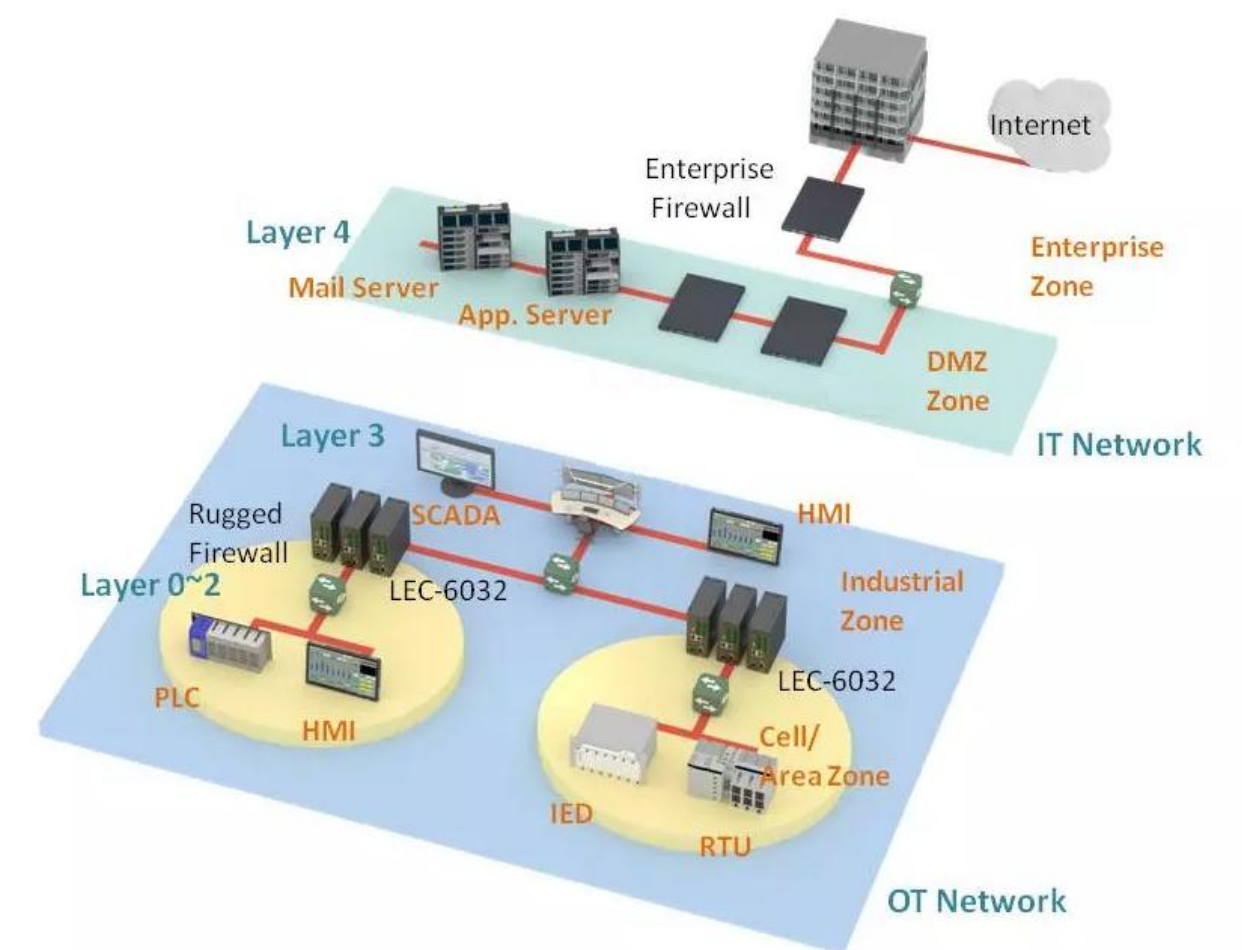 Internet
Enterprise
Firewall
Layer 4
Enterprise
Zone
Mail Server
App. Server
DMZ
Zone
IT Network
Layer 3
SCADA
HMI
Rugged
Firewall
Layer 0~2
LEC-6032
Industrial
Zone
PLC
HMI
LEC-6032
Cell/
Area Zone
IED
RTU
OT Network